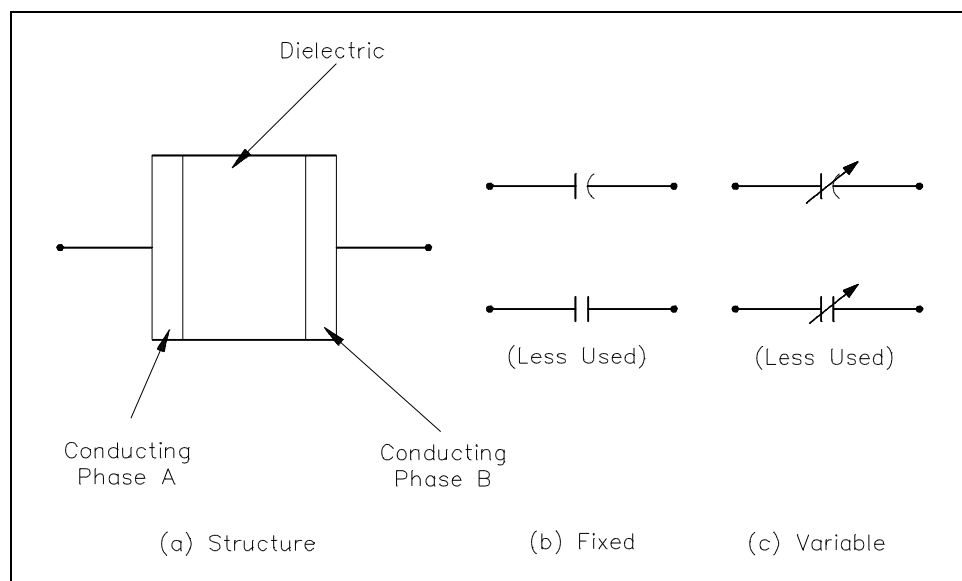 Dielectric
(Less Used)
(Less Used)
Conducting
Phase A
Conducting
Phase B
(a) Structure
(b) Fixed
(c) Variable